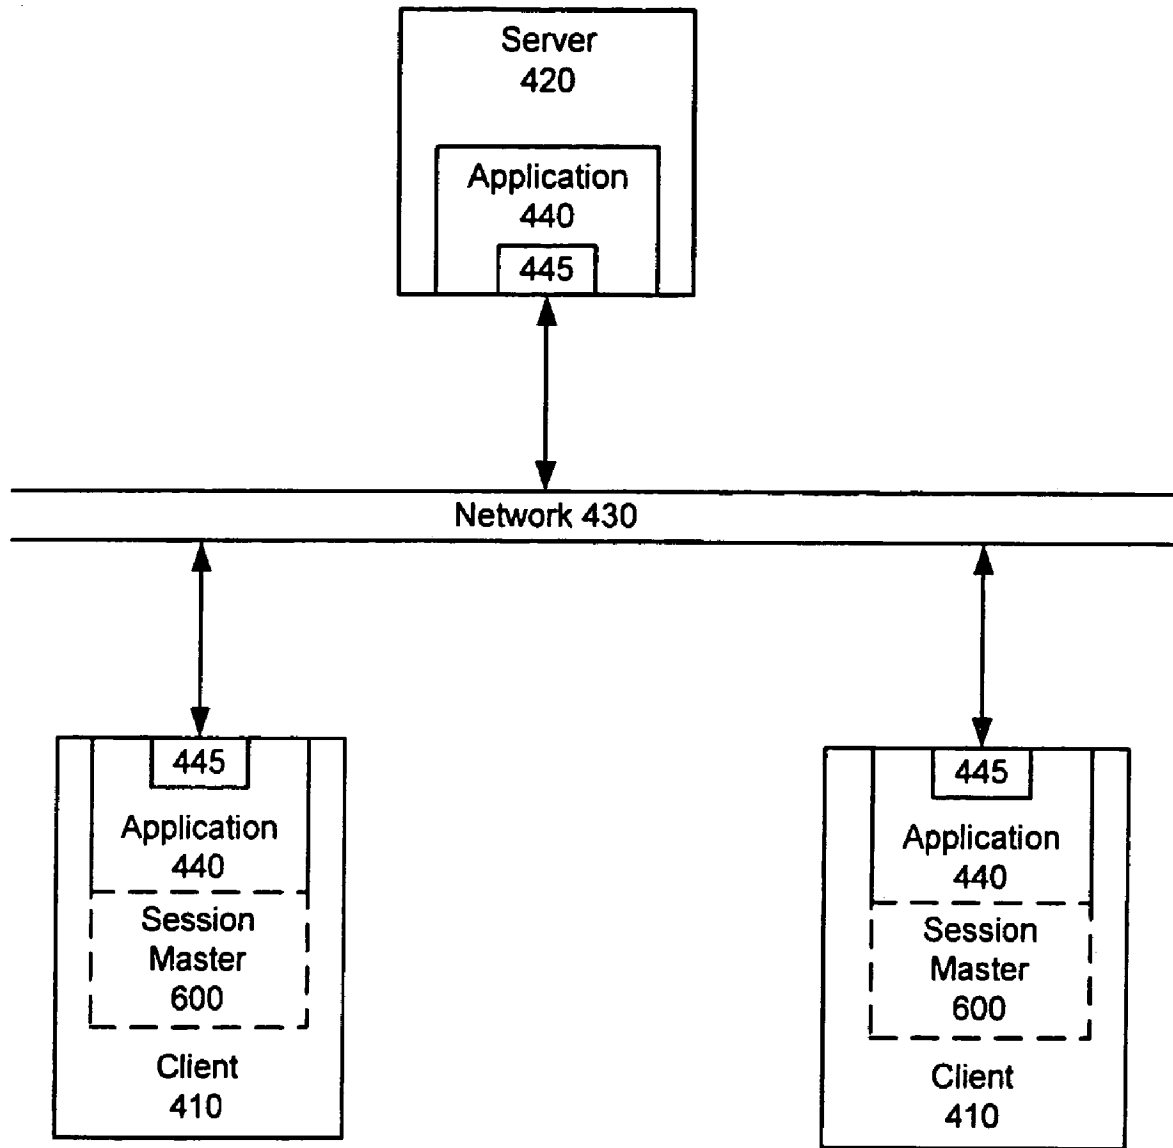 Server
420
Application
440
445
Network 430
445
Application
440
Session
Master
600
Client
410
445
Application
440
Session
Master
600
Client
410